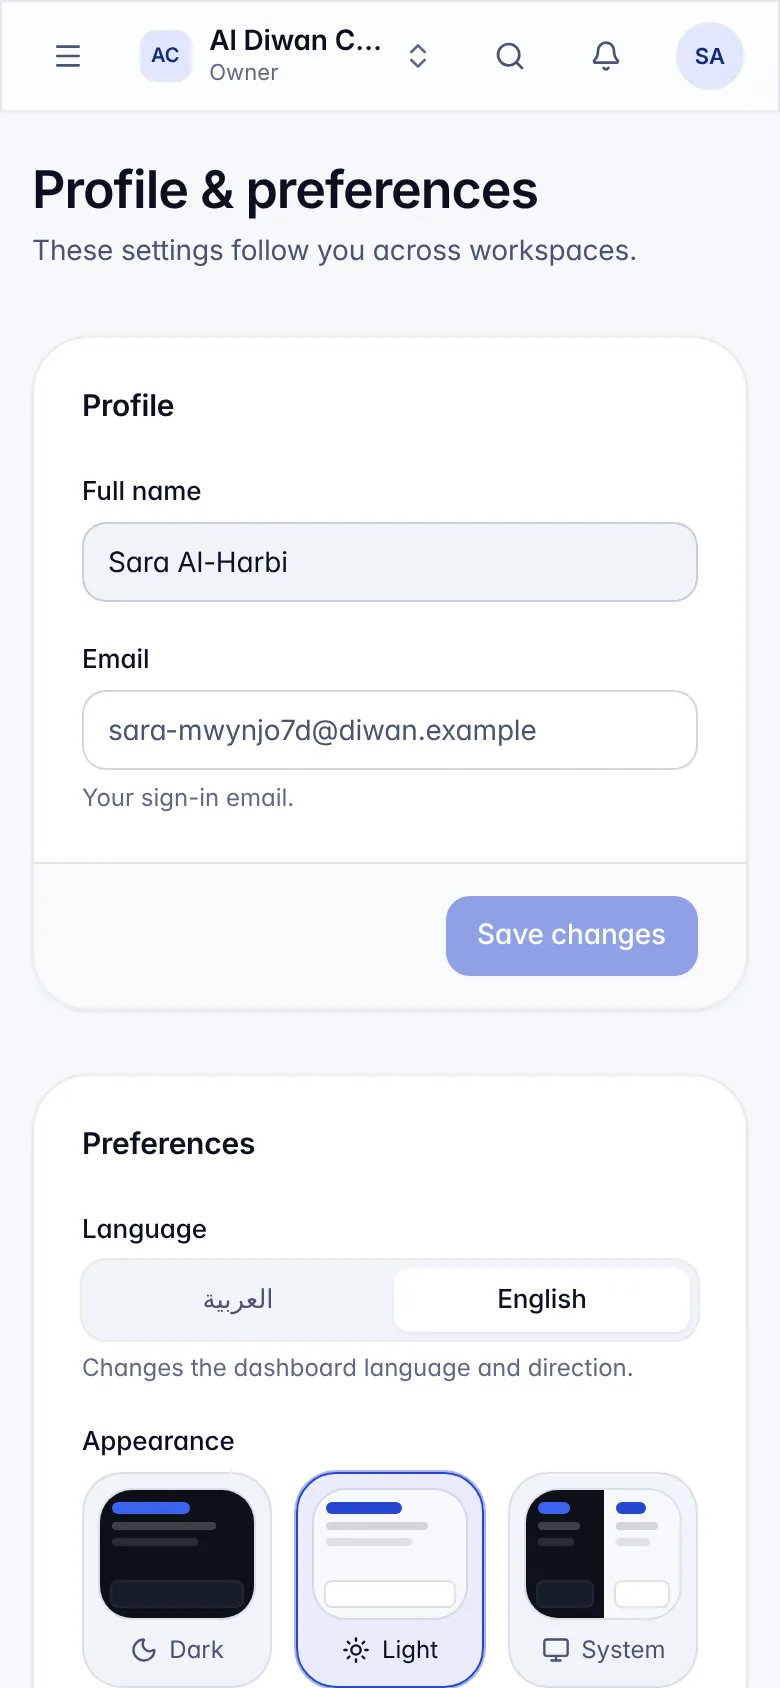 AC
Al Diwan C...
Owner
SA
Profile & preferences
These settings follow you across workspaces.
Profile
Full name
Sara Al-Harbi
Email
sara-mwynjo7d@diwan.example
Your sign-in email.
Save changes
Preferences
Language
العربية
English
Changes the dashboard language and direction.
Appearance
Dark
Light
System